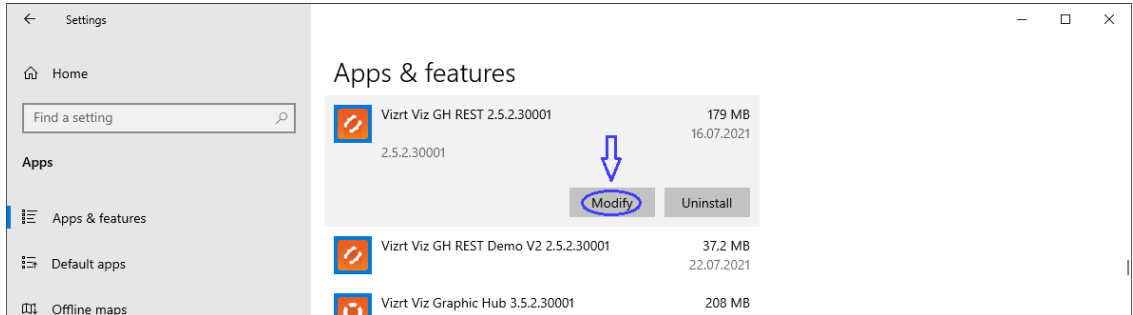 Settings
Home
Find a setting
Apps
Apps & features
Default apps
Offline maps
Apps & features
Vizrt Viz GH REST 2.5.2.30001
179 MB
16.07.2021
2.5.2.30001
Modify
Uninstall
Vizrt Viz GH REST Demo V2 2.5.2.30001
37,2 MB
22.07.2021
Vizrt Viz Graphic Hub 3.5.2.30001
208 MB